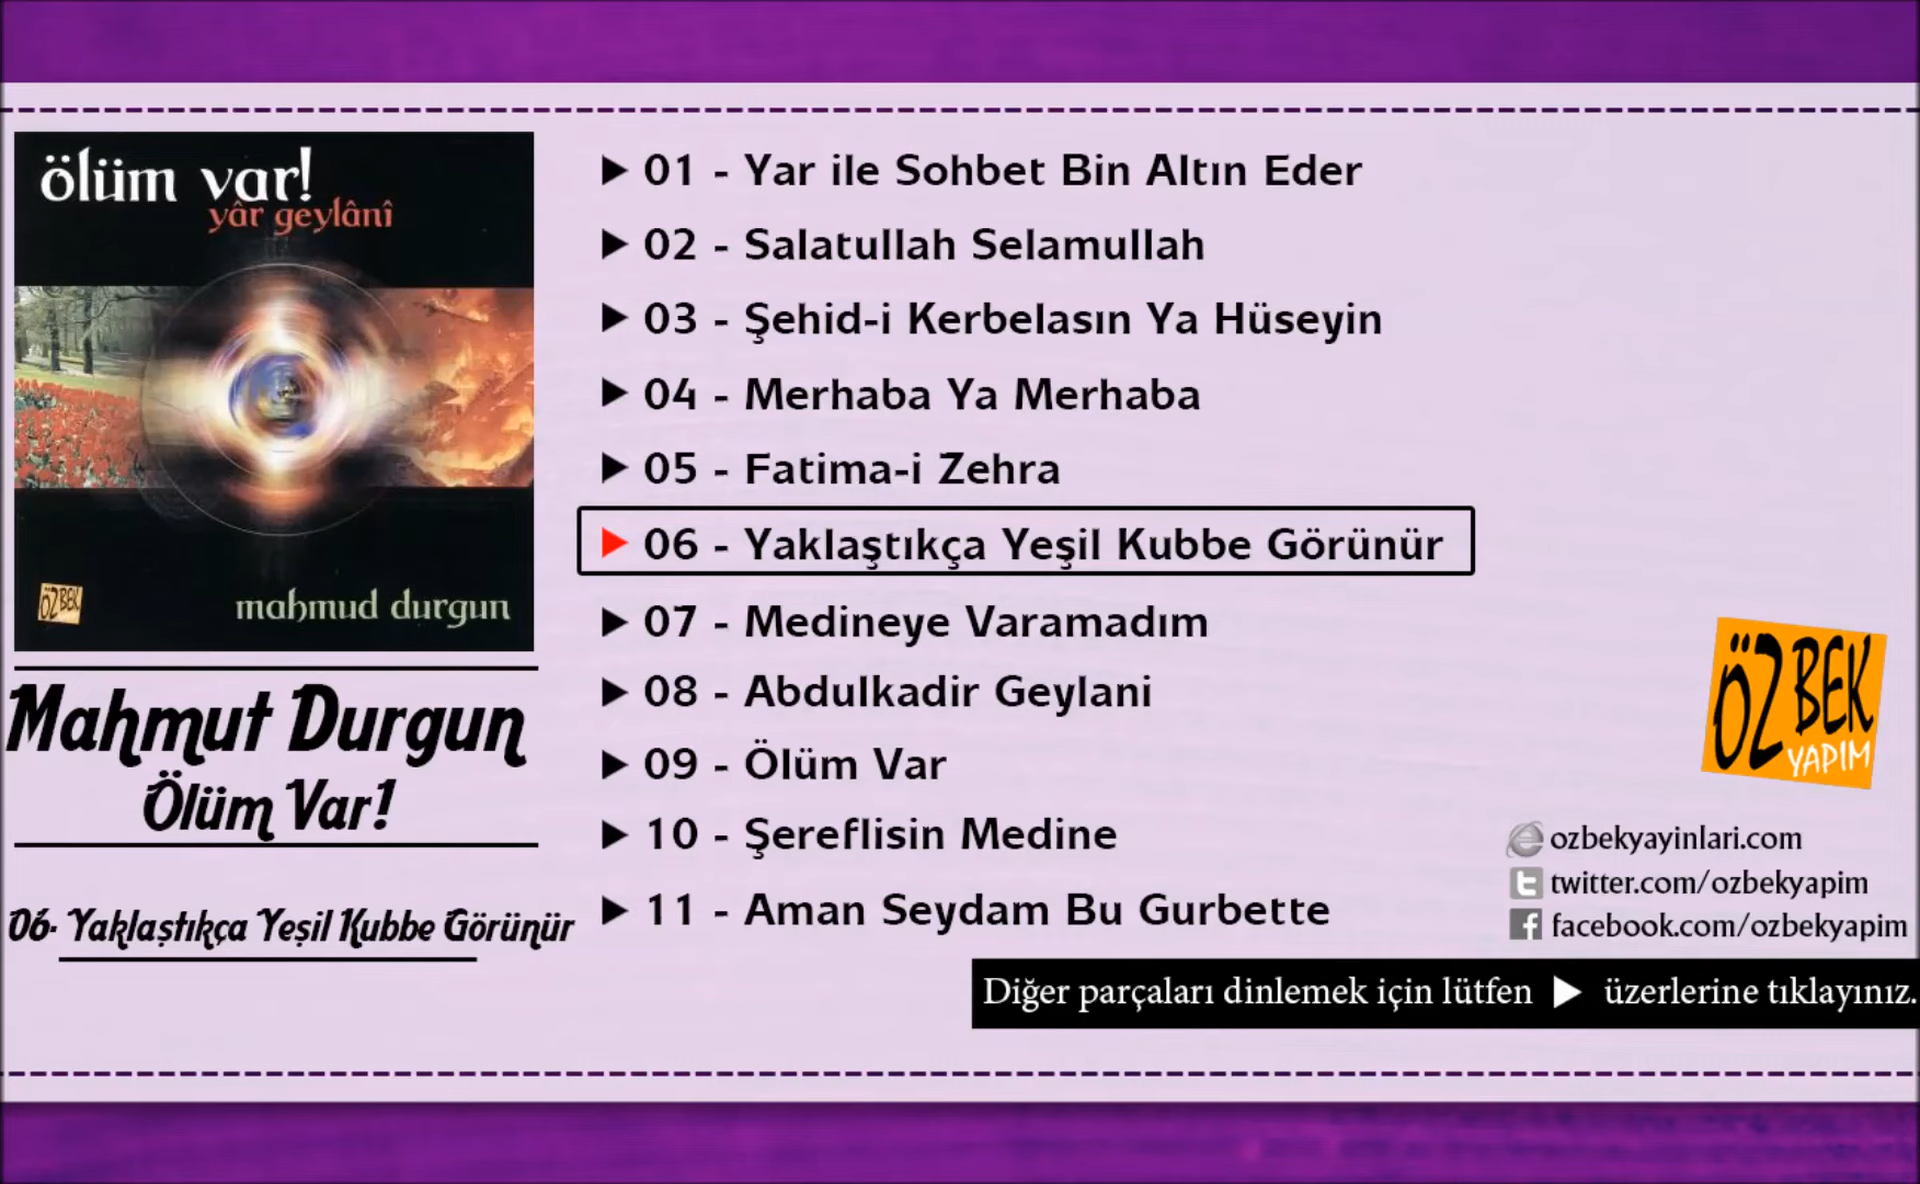 ölüm var!
yâr geylânî
ÖZBEK
mahmud durgun
Mahmut Durgun
Ölüm Var!
06. Yaklaştıkça Yeşil Kubbe Görünür
01 - Yar ile Sohbet Bin Altın Eder
02 - Salatullah Selamullah
03 - Şehid-i Kerbelasın Ya Hüseyin
04 - Merhaba Ya Merhaba
05 - Fatima-i Zehra
06 - Yaklaştıkça Yeşil Kubbe Görünür
07 - Medineye Varamadım
08 - Abdulkadir Geylani
09 - Ölüm Var
10 - Şereflisin Medine
11 - Aman Seydam Bu Gurbette
ÖZBEK
YAPIM
ozbekyayinlari.com
twitter.com/ozbekyapim
facebook.com/ozbekyapim
Diğer parçaları dinlemek için lütfen ▶ üzerlerine tıklayınız.